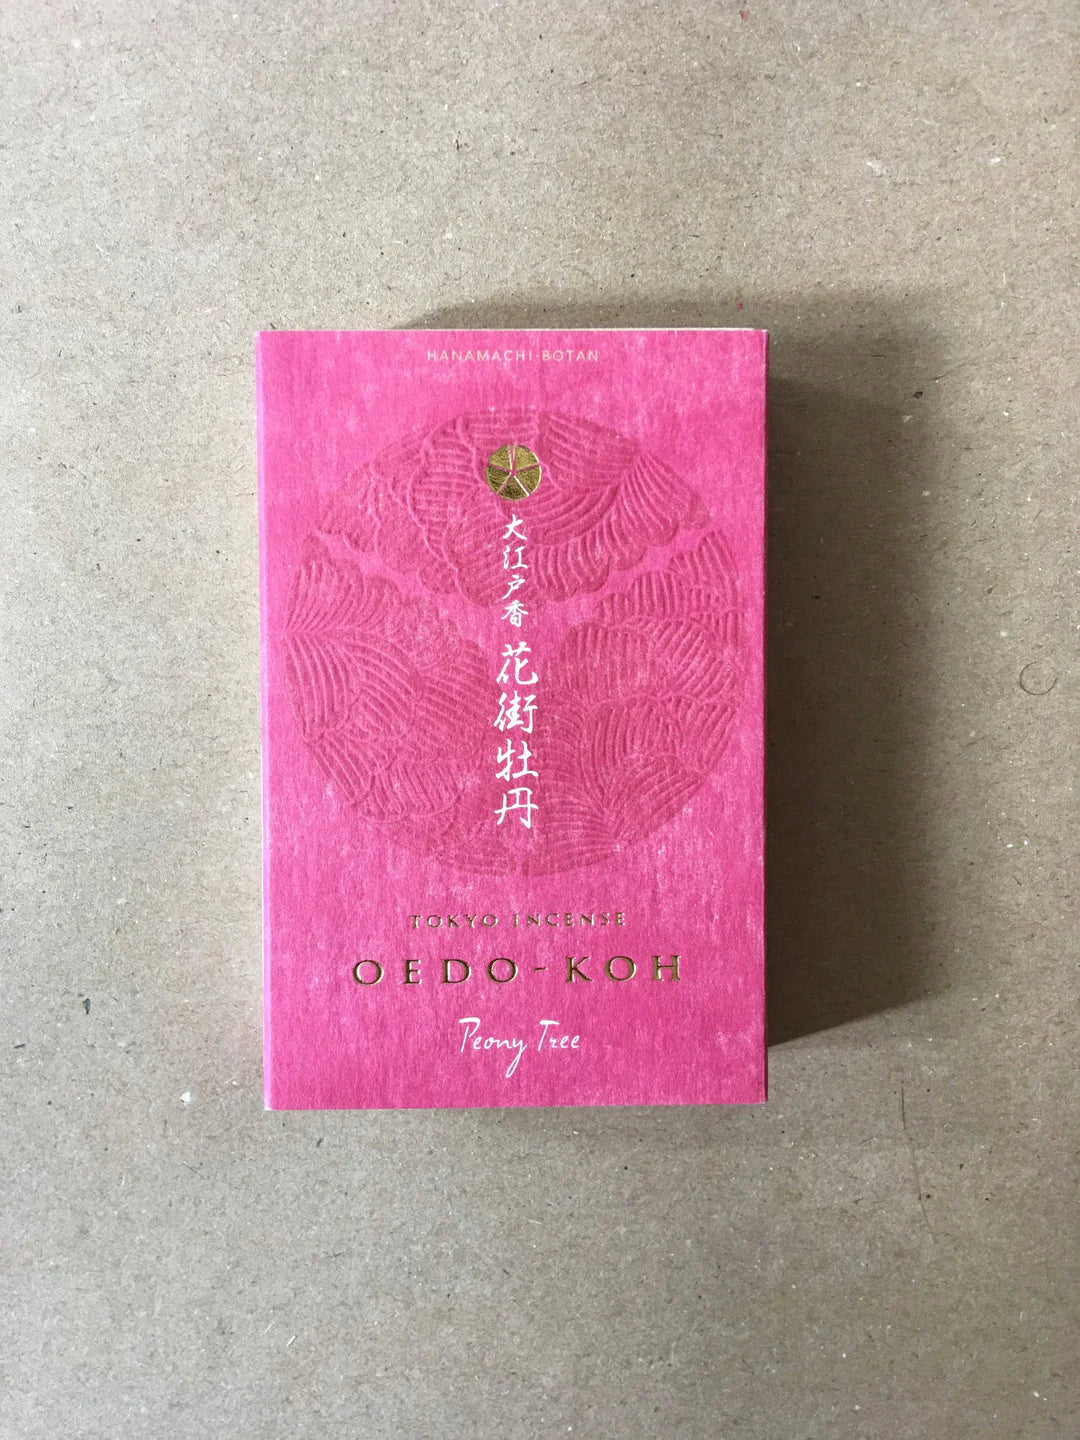 HANAMACHI-BOTAN
大江戸香 花街牡丹
TOKYO INCENSE
OEDO-KOH
Peony Tree